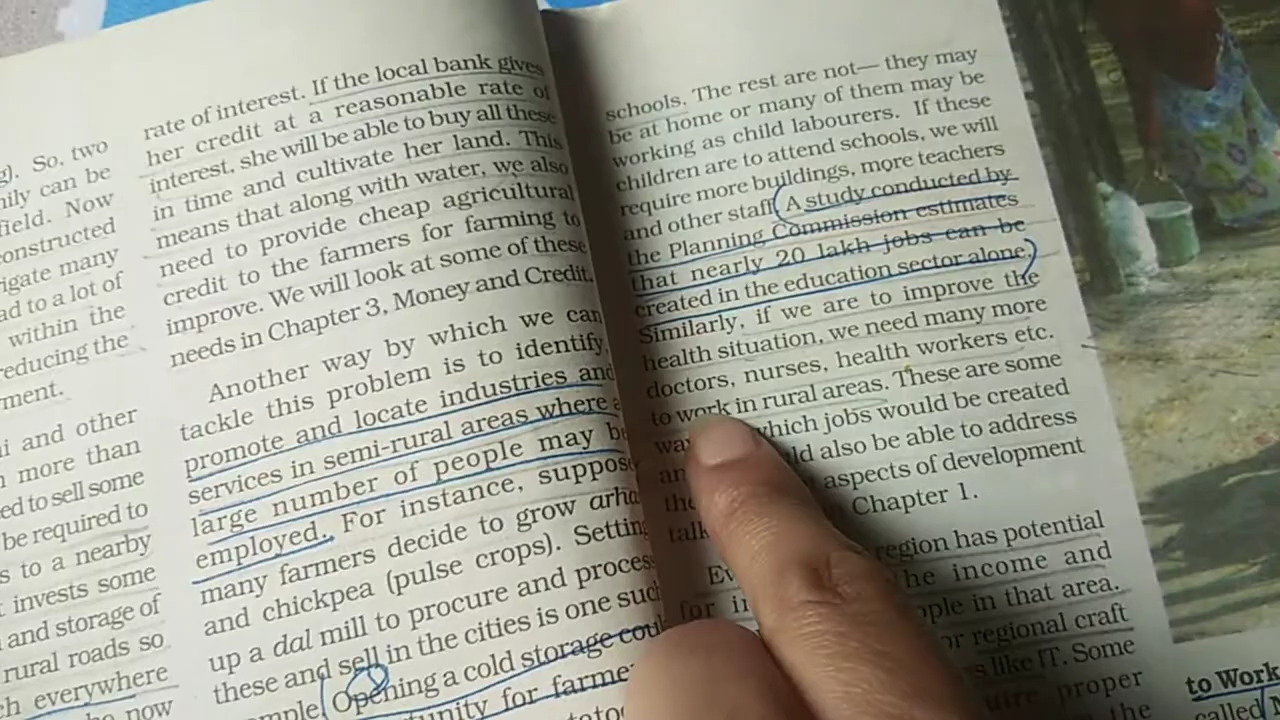 g). So, two
ily can be
field. Now
onstructed
igate many
ad to a lot of
within the
reducing the
ment.
i and other
more than
ed to sell some
be required to
s to a nearby
invests some
and storage of
rural roads so
ch everywhere
now
rate of interest. If the local bank gives
her credit at a reasonable rate of
interest, she will be able to buy all these
in time and cultivate her land. This
means that along with water, we also
need to provide cheap agricultural
credit to the farmers for farming to
improve. We will look at some of these
needs in Chapter 3, Money and Credit.
Another way by which we can
tackle this problem is to identify,
promote and locate industries and
services in semi-rural areas where a
large number of people may be
employed. For instance, suppose
many farmers decide to grow arha
and chickpea (pulse crops). Setting
up a dal mill to procure and process
these and sell in the cities is one such
mple. Opening a cold storage coul
tunity for farme
schools. The rest are not— they may
be at home or many of them may be
working as child labourers. If these
children are to attend schools, we will
require more buildings, more teachers
and other staff. A study conducted by
the Planning Commission estimates
that nearly 20 lakh jobs can be
created in the education sector alone.
Similarly, if we are to improve the
health situation, we need many more
doctors, nurses, health workers etc.
to work in rural areas. These are some
which jobs would be created
ld also be able to address
aspects of development
talk Chapter 1.
region has potential
for he income and
ple in that area.
or regional craft
s like IT. Some
proper
the
to Work
called